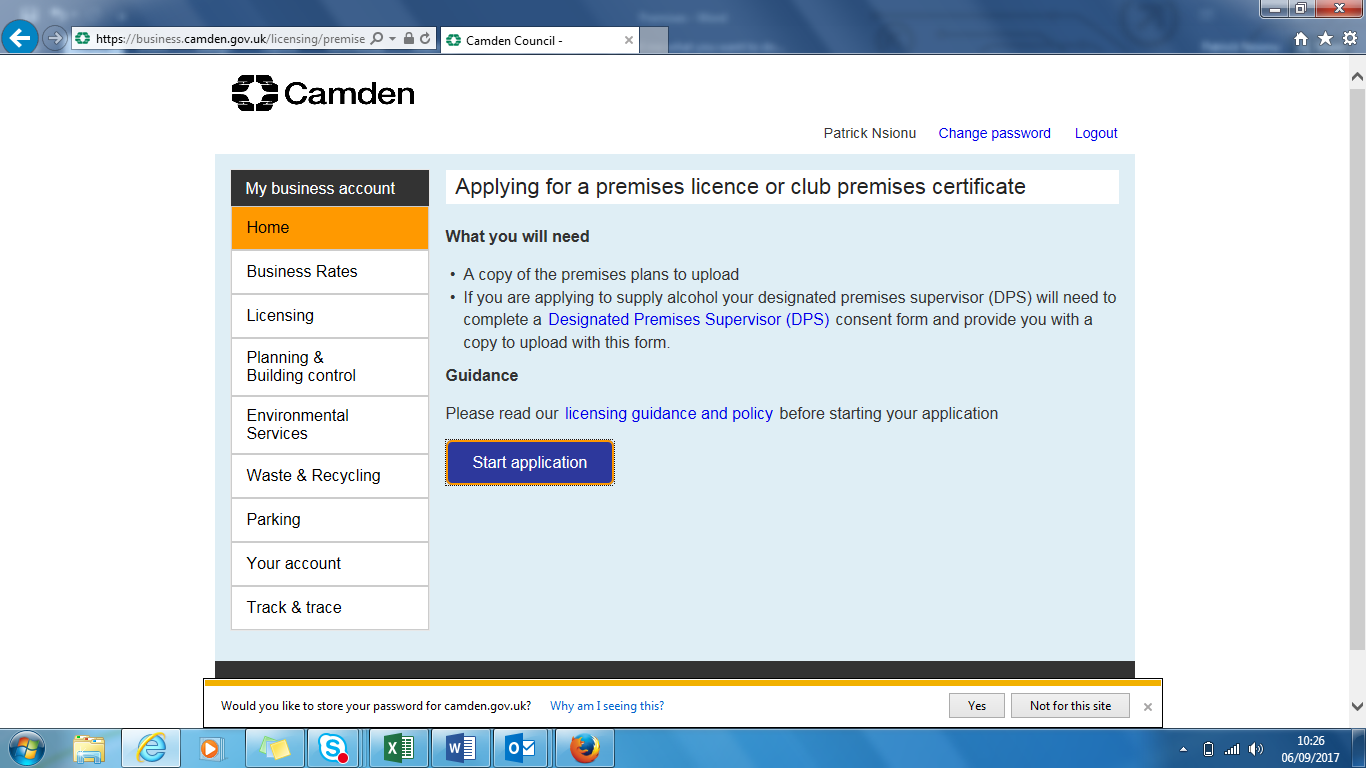 https://business.camden.gov.uk/licensing/premise
Camden Council -
Camden
Patrick Nsionu Change password Logout
My business account
Home
Business Rates
Licensing
Planning &
Building control
Environmental
Services
Waste & Recycling
Parking
Your account
Track & trace
Applying for a premises licence or club premises certificate
What you will need
• A copy of the premises plans to upload
• If you are applying to supply alcohol your designated premises supervisor (DPS) will need to
complete a Designated Premises Supervisor (DPS) consent form and provide you with a
copy to upload with this form.
Guidance
Please read our licensing guidance and policy before starting your application
Start application
Would you like to store your password for camden.gov.uk? Why am I seeing this? Yes Not for this site
10:26
06/09/2017